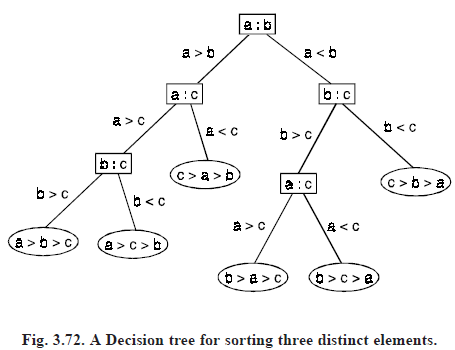 a : b
a > b
a < b
a : c
b : c
a > c
a < c
b > c
b < c
b : c
c > a > b
a : c
c > b > a
b > c
b < c
a > c
a < c
a > b > c
a > c > b
b > a > c
b > c > a
Fig. 3.72. A Decision tree for sorting three distinct elements.